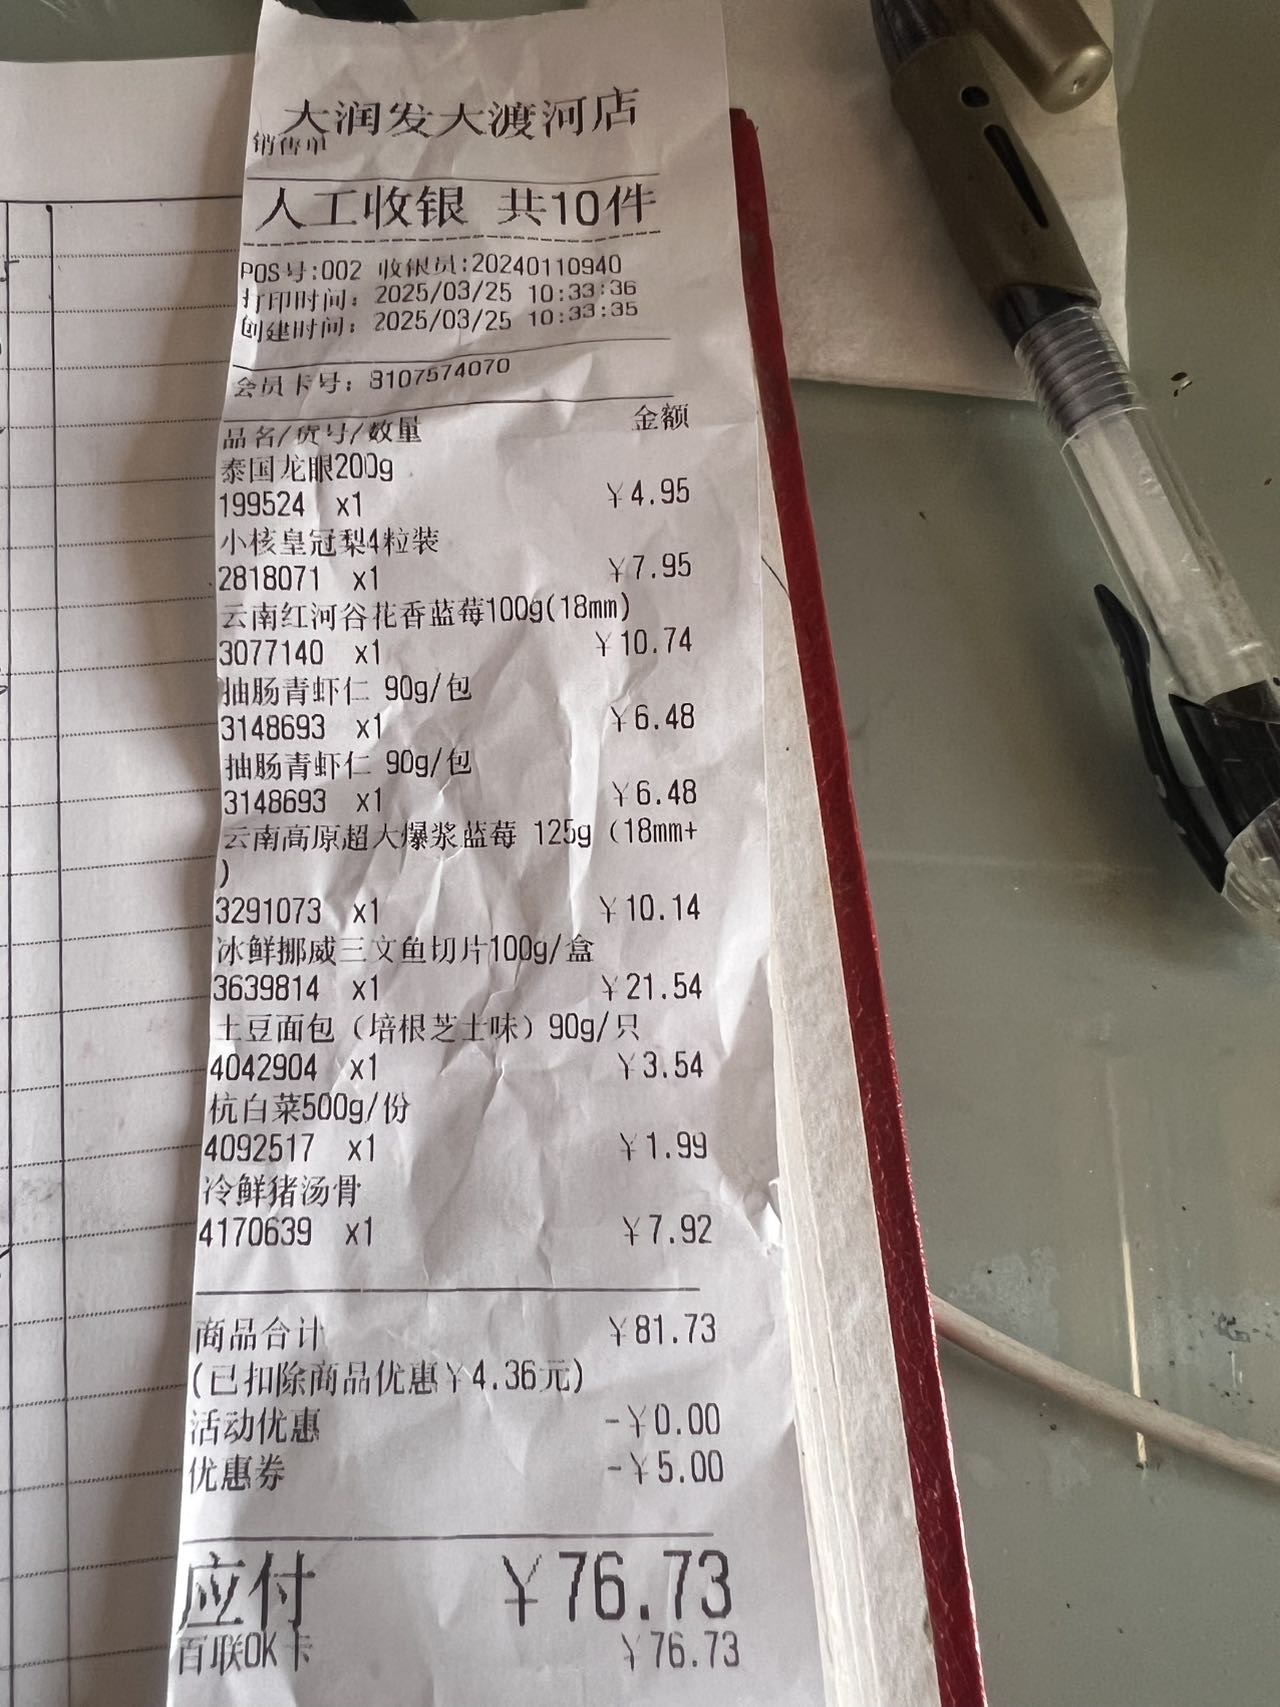 大润发大渡河店
销售单
人工收银 共10件
POS号:002 收银员:20240110940
打印时间: 2025/03/25 10:33:36
创建时间: 2025/03/25 10:33:35
会员卡号: 3107574070
品名/货号/数量 金额
泰国龙眼200g
199524 x1 ¥4.95
小核皇冠梨4粒装
2818071 x1 ¥7.95
云南红河谷花香蓝莓100g(18mm)
3077140 x1 ¥10.74
抽肠青虾仁 90g/包
3148693 x1 ¥6.48
抽肠青虾仁 90g/包
3148693 x1 ¥6.48
云南高原超大爆浆蓝莓 125g（18mm+
）
3291073 x1 ¥10.14
冰鲜挪威三文鱼切片100g/盒
3639814 x1 ¥21.54
土豆面包（培根芝士味）90g/只
4042904 x1 ¥3.54
杭白菜500g/份
4092517 x1 ¥1.99
冷鲜猪汤骨
4170639 x1 ¥7.92
商品合计 ¥81.73
(已扣除商品优惠¥4.36元)
活动优惠 -¥0.00
优惠券 -¥5.00
应付 ¥76.73
百联OK卡 ¥76.73